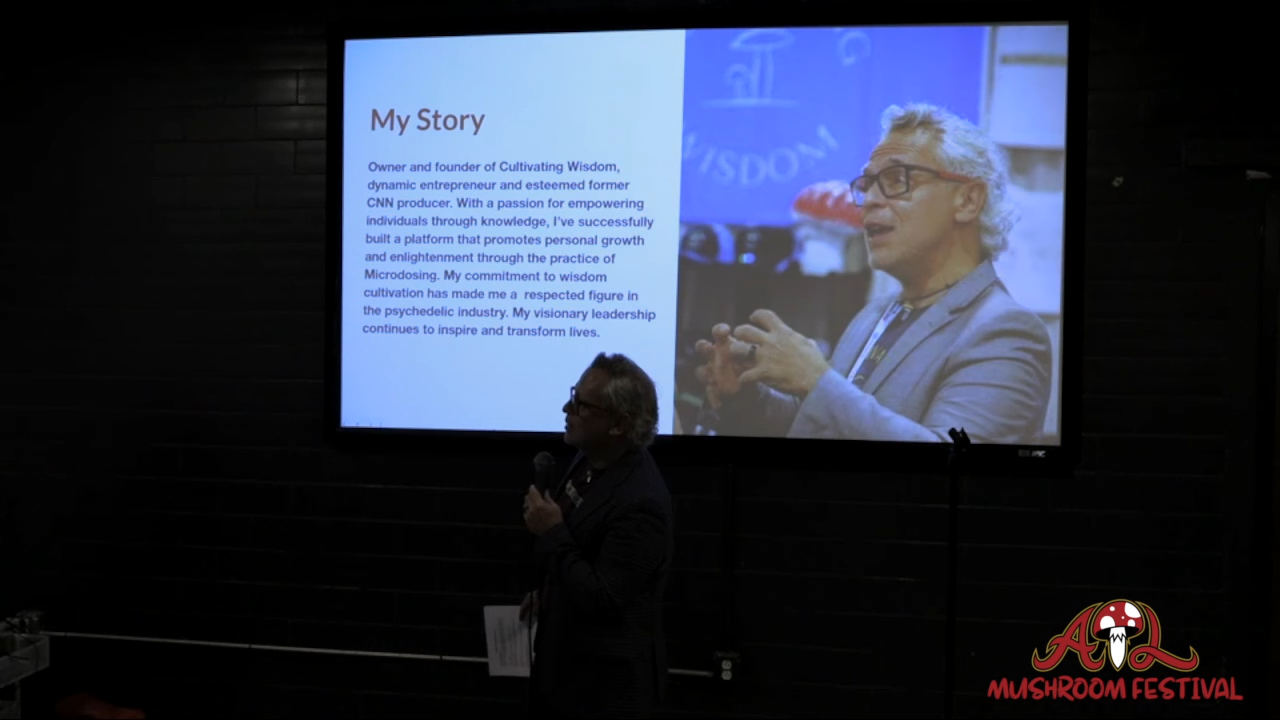 My Story
Owner and founder of Cultivating Wisdom,
dynamic entrepreneur and esteemed former
CNN producer. With a passion for empowering
individuals through knowledge, I've successfully
built a platform that promotes personal growth
and enlightenment through the practice of
Microdosing. My commitment to wisdom
cultivation has made me a  respected figure in
the psychedelic industry. My visionary leadership
continues to inspire and transform lives.
WISDOM
G
ATL
MUSHROOM FESTIVAL